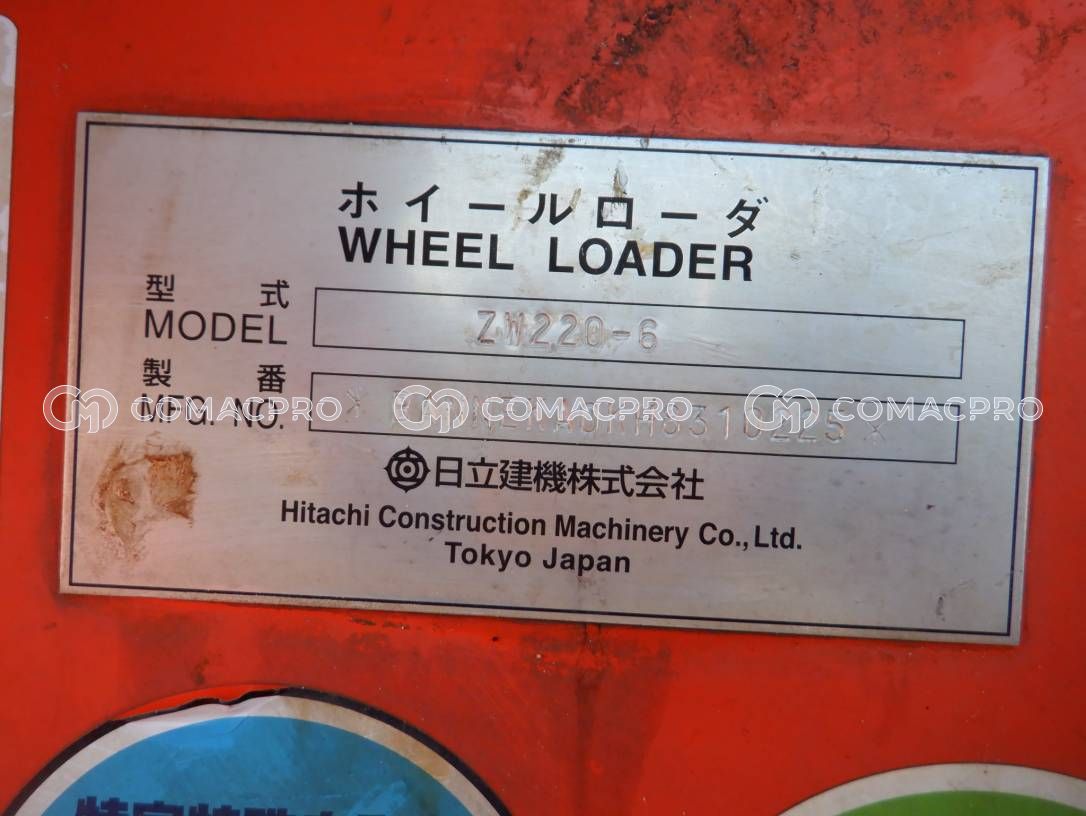 ホイールローダ
WHEEL LOADER
型式
MODEL ZW220-6
製番
MFG. NO.
COMACPRO COMACPRO COMACPRO
日立建機株式会社
Hitachi Construction Machinery Co., Ltd.
Tokyo Japan